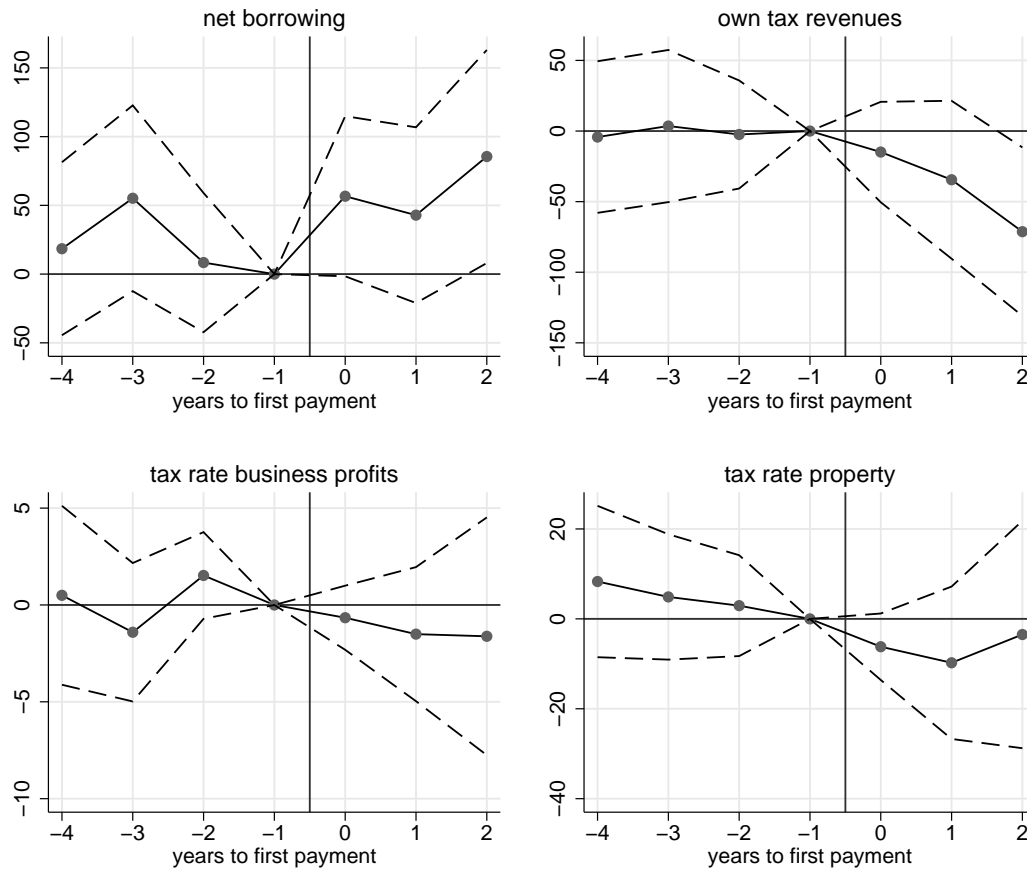 net borrowing
150
100
50
0
−50
−4 −3 −2 −1 0 1 2
years to first payment
own tax revenues
50
0
−50
−100
−150
−4 −3 −2 −1 0 1 2
years to first payment
tax rate business profits
5
0
−5
−10
−4 −3 −2 −1 0 1 2
years to first payment
tax rate property
20
0
−20
−40
−4 −3 −2 −1 0 1 2
years to first payment